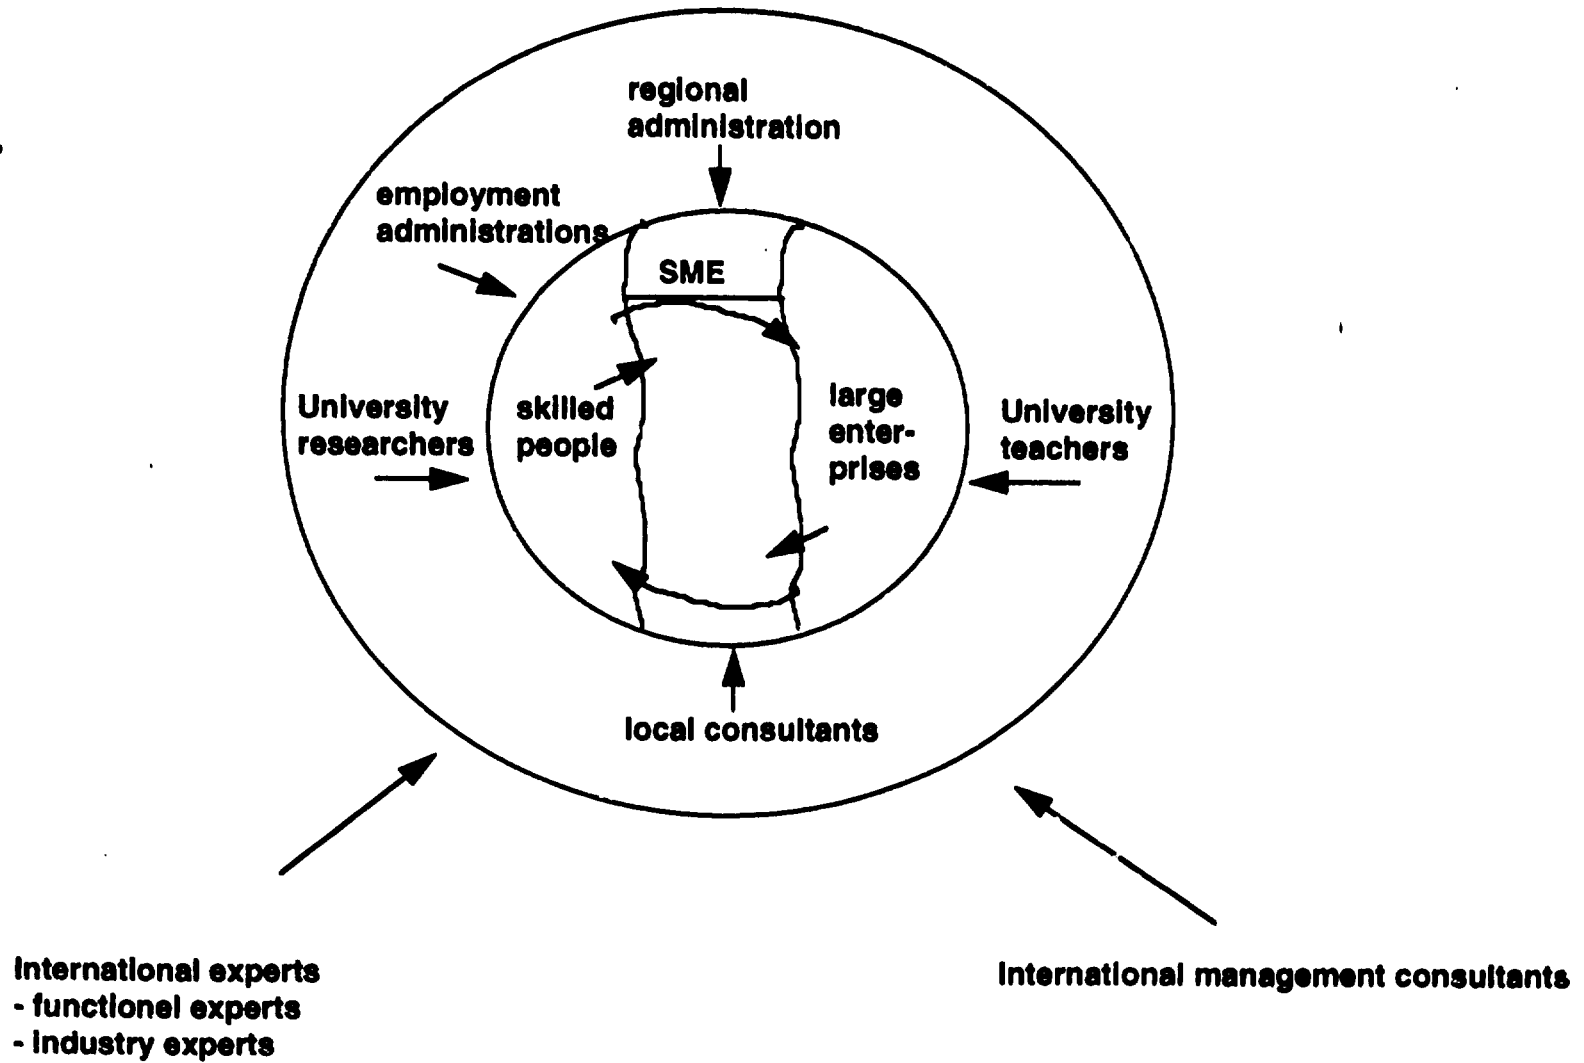 regional
administration
employment
administrations
SME
University
researchers
skilled
people
large
enter-
prises
University
teachers
local consultants
International experts
- functionel experts
- Industry experts
International management consultants